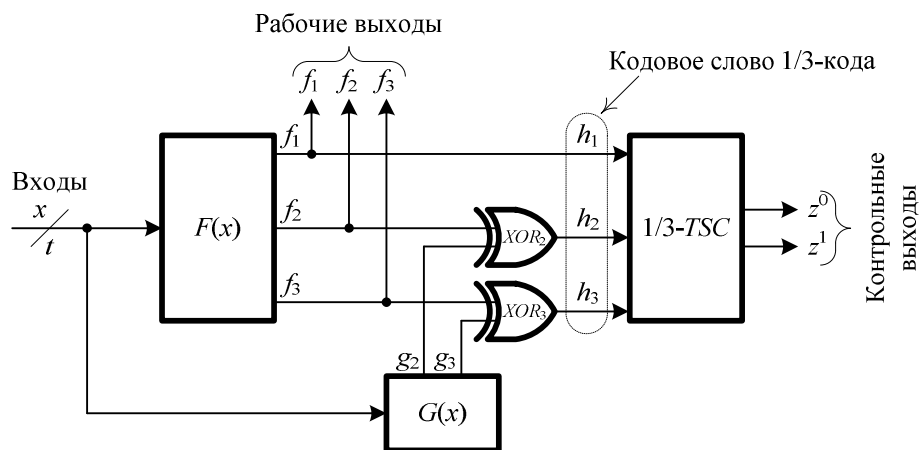 Рабочие выходы
f₁ f₂ f₃
Кодовое слово 1/3-кода
Входы
x
t
F(x)
f₁
f₂
f₃
XOR₂
XOR₃
h₁
h₂
h₃
1/3-TSC
z⁰
z¹
Контрольные
выходы
g₂ g₃
G(x)